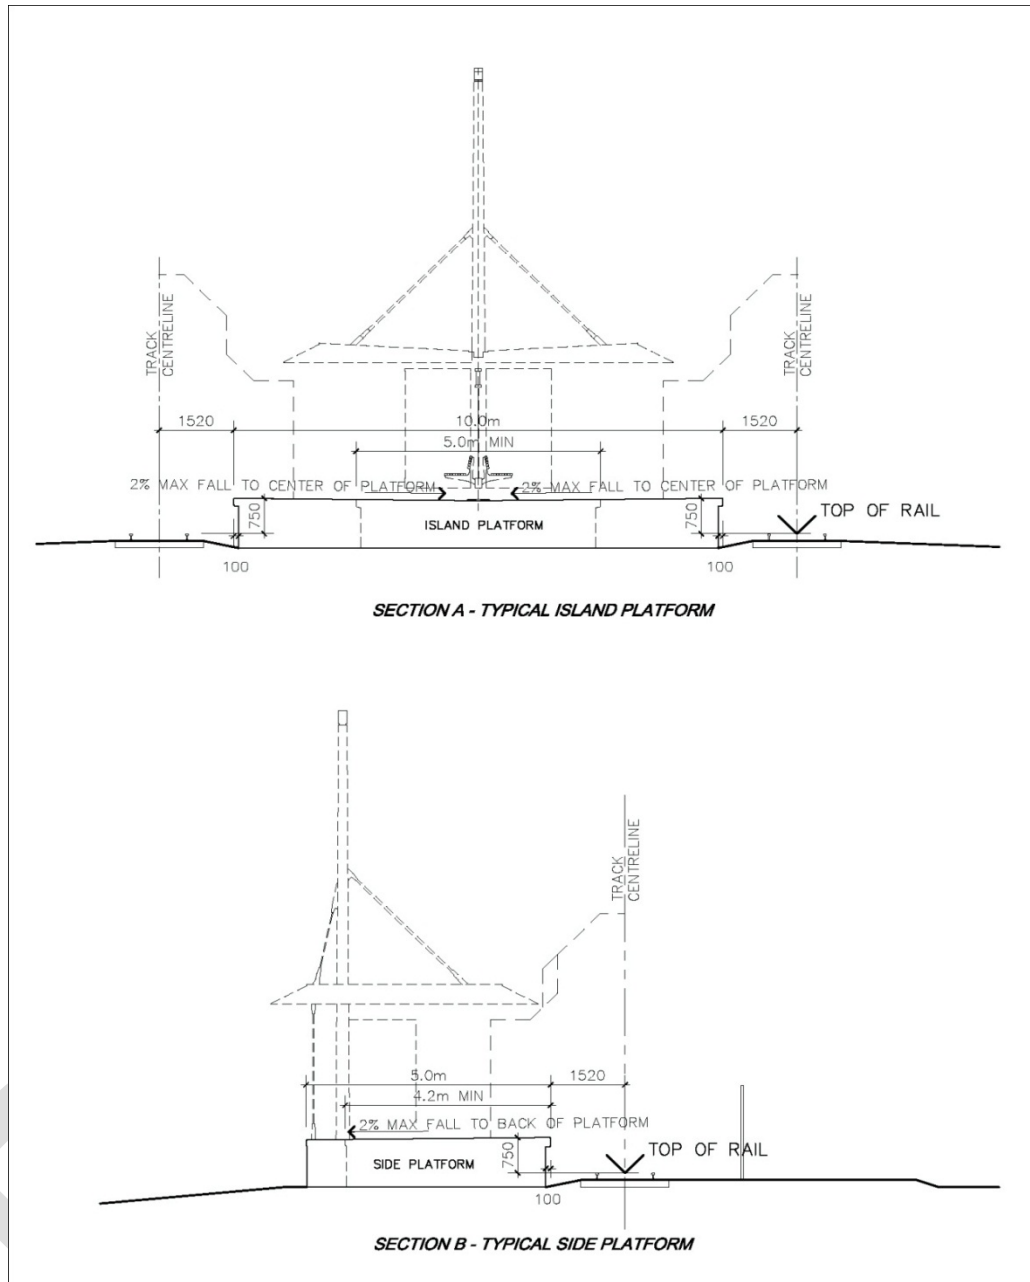 TRACK
CENTRELINE
TRACK
CENTRELINE
1520
10.0m
1520
5.0m MIN
2% MAX FALL TO CENTER OF PLATFORM
2% MAX FALL TO CENTER OF PLATFORM
750
ISLAND PLATFORM
750
TOP OF RAIL
100
100
SECTION A - TYPICAL ISLAND PLATFORM
TRACK
CENTRELINE
5.0m
1520
4.2m MIN
2% MAX FALL TO BACK OF PLATFORM
SIDE PLATFORM
750
TOP OF RAIL
100
SECTION B - TYPICAL SIDE PLATFORM